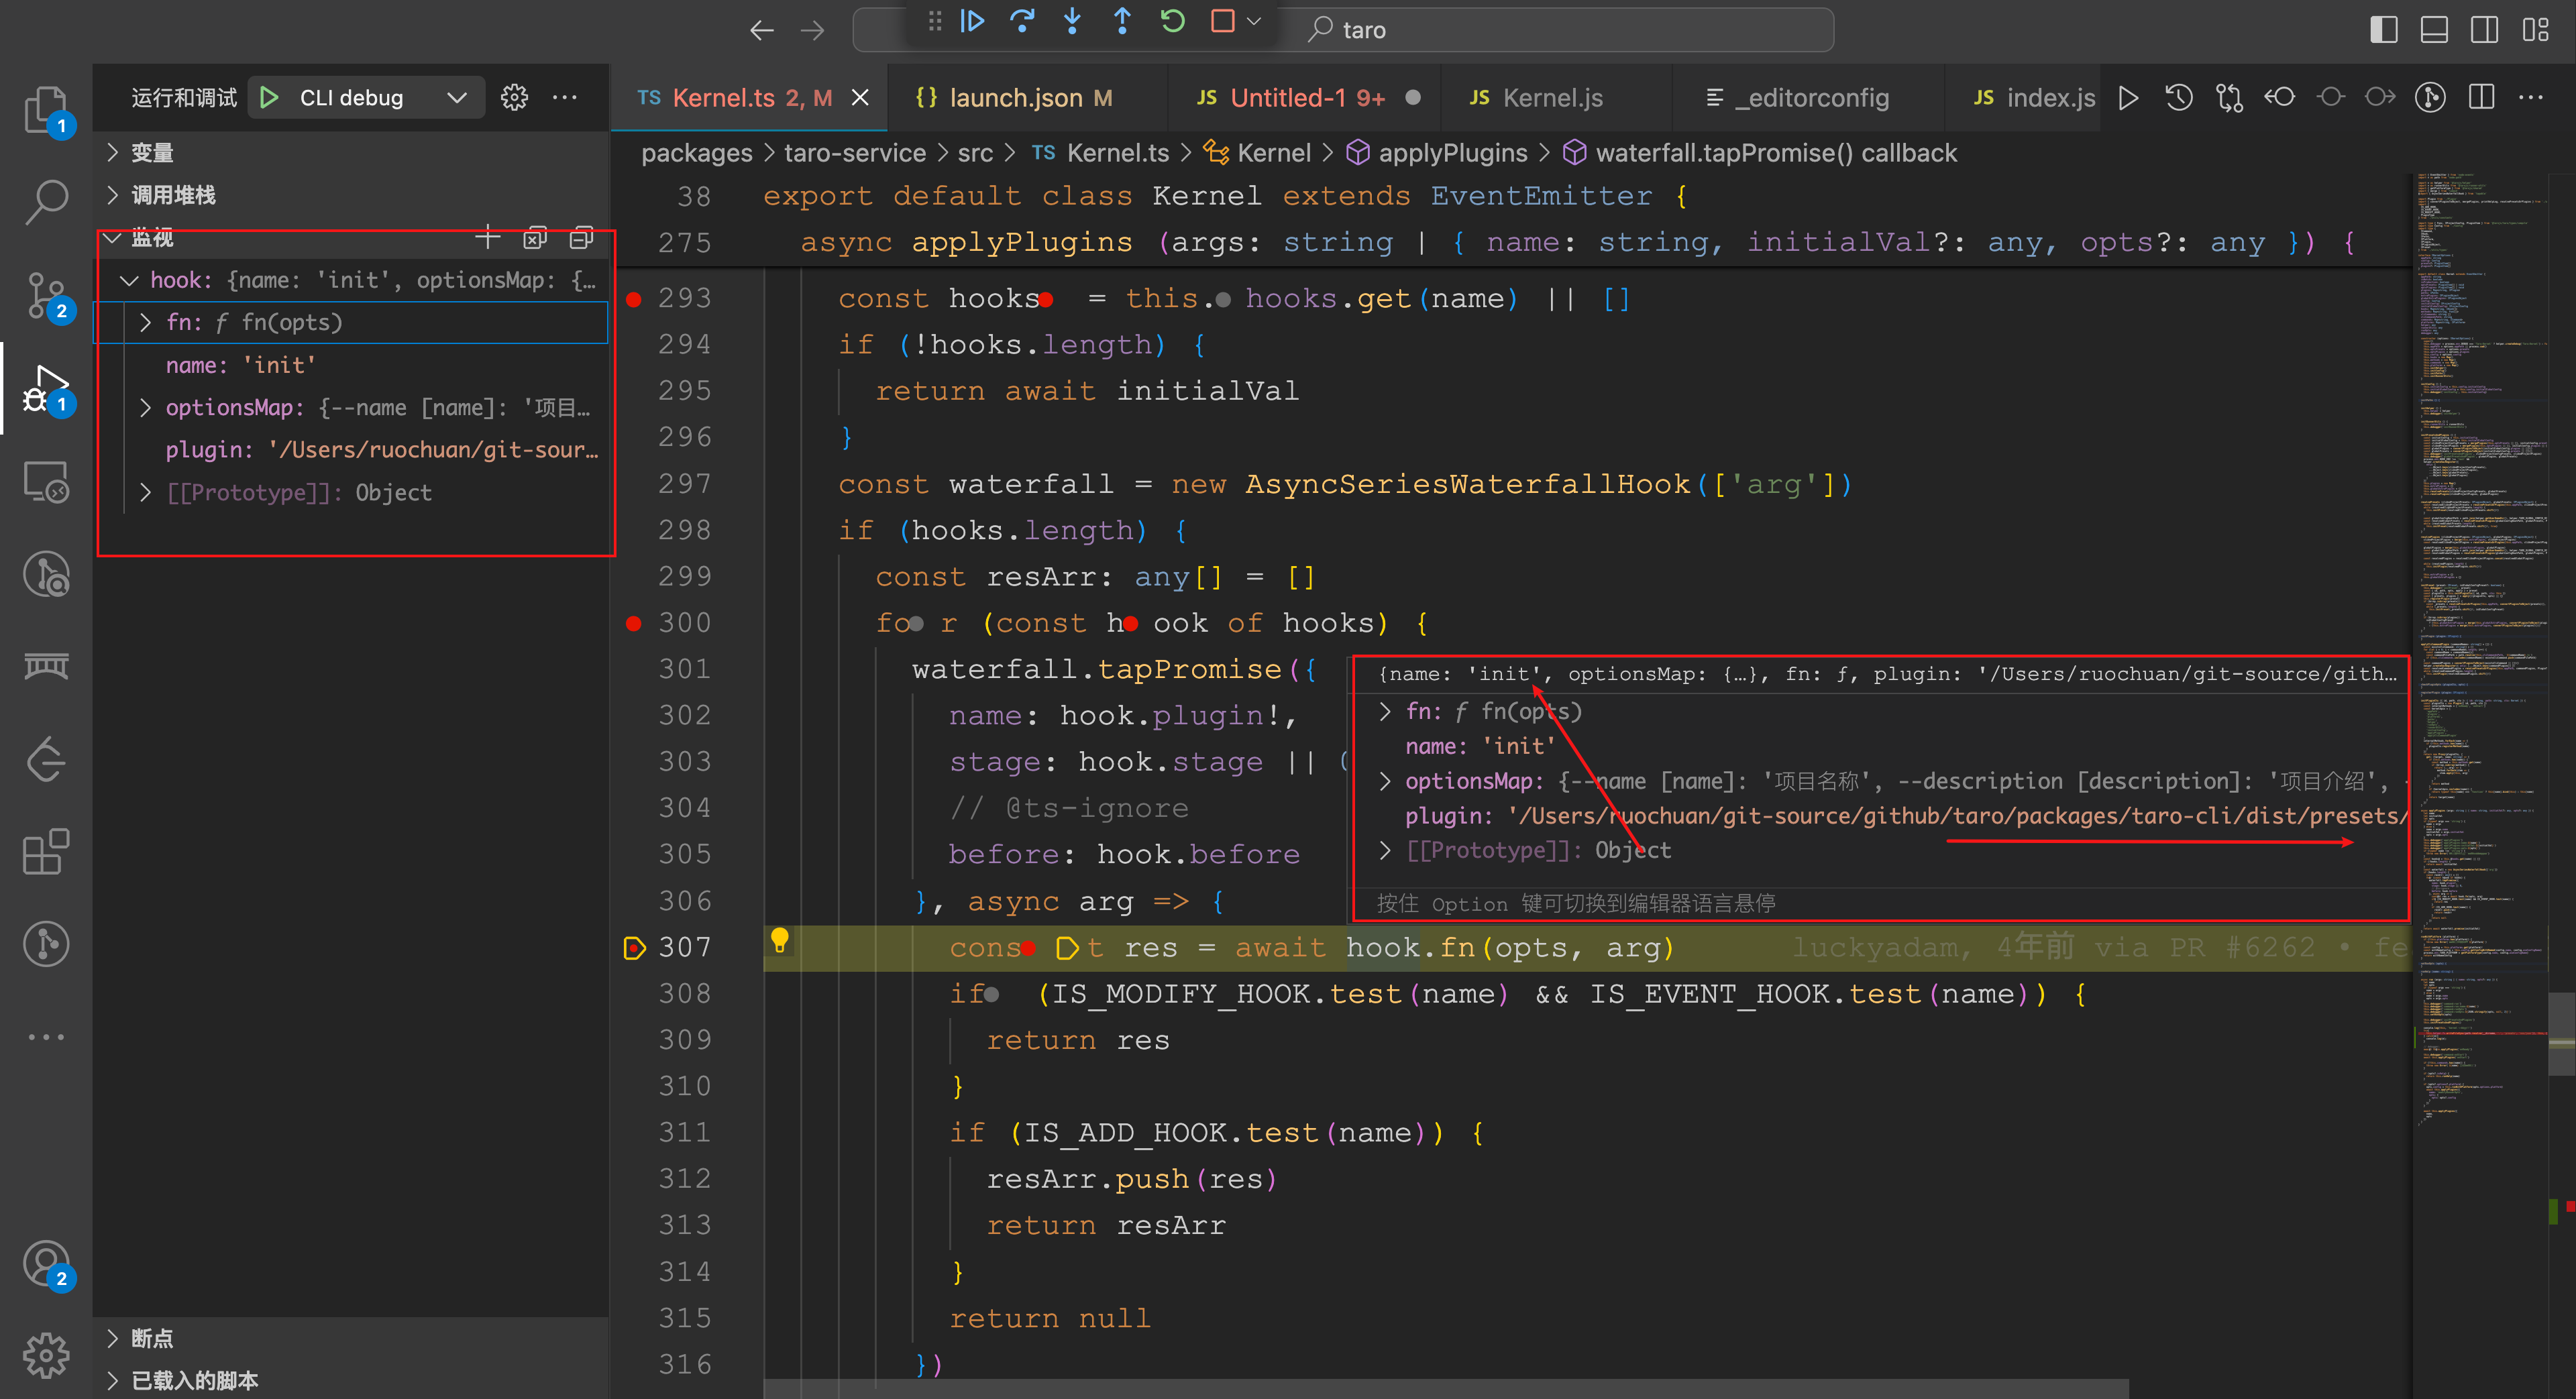 taro
运行和调试 CLI debug
TS Kernel.ts 2, M
{} launch.json M
JS Untitled-1 9+
JS Kernel.js
_editorconfig
JS index.js
packages > taro-service > src > TS Kernel.ts > Kernel > applyPlugins > waterfall.tapPromise() callback
1
2
1
2
变量
调用堆栈
监视
hook: {name: 'init', optionsMap: {…
fn: ƒ fn(opts)
name: 'init'
optionsMap: {--name [name]: '项目…
plugin: '/Users/ruochuan/git-sour…
[[Prototype]]: Object
断点
已载入的脚本
38 export default class Kernel extends EventEmitter {
275 async applyPlugins (args: string | { name: string, initialVal?: any, opts?: any }) {
293 const hooks = this.hooks.get(name) || []
294 if (!hooks.length) {
295 return await initialVal
296 }
297 const waterfall = new AsyncSeriesWaterfallHook(['arg'])
298 if (hooks.length) {
299 const resArr: any[] = []
300 for (const hook of hooks) {
301 waterfall.tapPromise({
302 name: hook.plugin!,
303 stage: hook.stage ||
304 // @ts-ignore
305 before: hook.before
306 }, async arg => {
307 const res = await hook.fn(opts, arg) luckyadam, 4年前 via PR #6262 • fe
308 if (IS_MODIFY_HOOK.test(name) && IS_EVENT_HOOK.test(name)) {
309 return res
310 }
311 if (IS_ADD_HOOK.test(name)) {
312 resArr.push(res)
313 return resArr
314 }
315 return null
316 })
{name: 'init', optionsMap: {…}, fn: ƒ, plugin: '/Users/ruochuan/git-source/gith…
fn: ƒ fn(opts)
name: 'init'
optionsMap: {--name [name]: '项目名称', --description [description]: '项目介绍',
plugin: '/Users/ruochuan/git-source/github/taro/packages/taro-cli/dist/presets/
[[Prototype]]: Object
按住 Option 键可切换到编辑器语言悬停